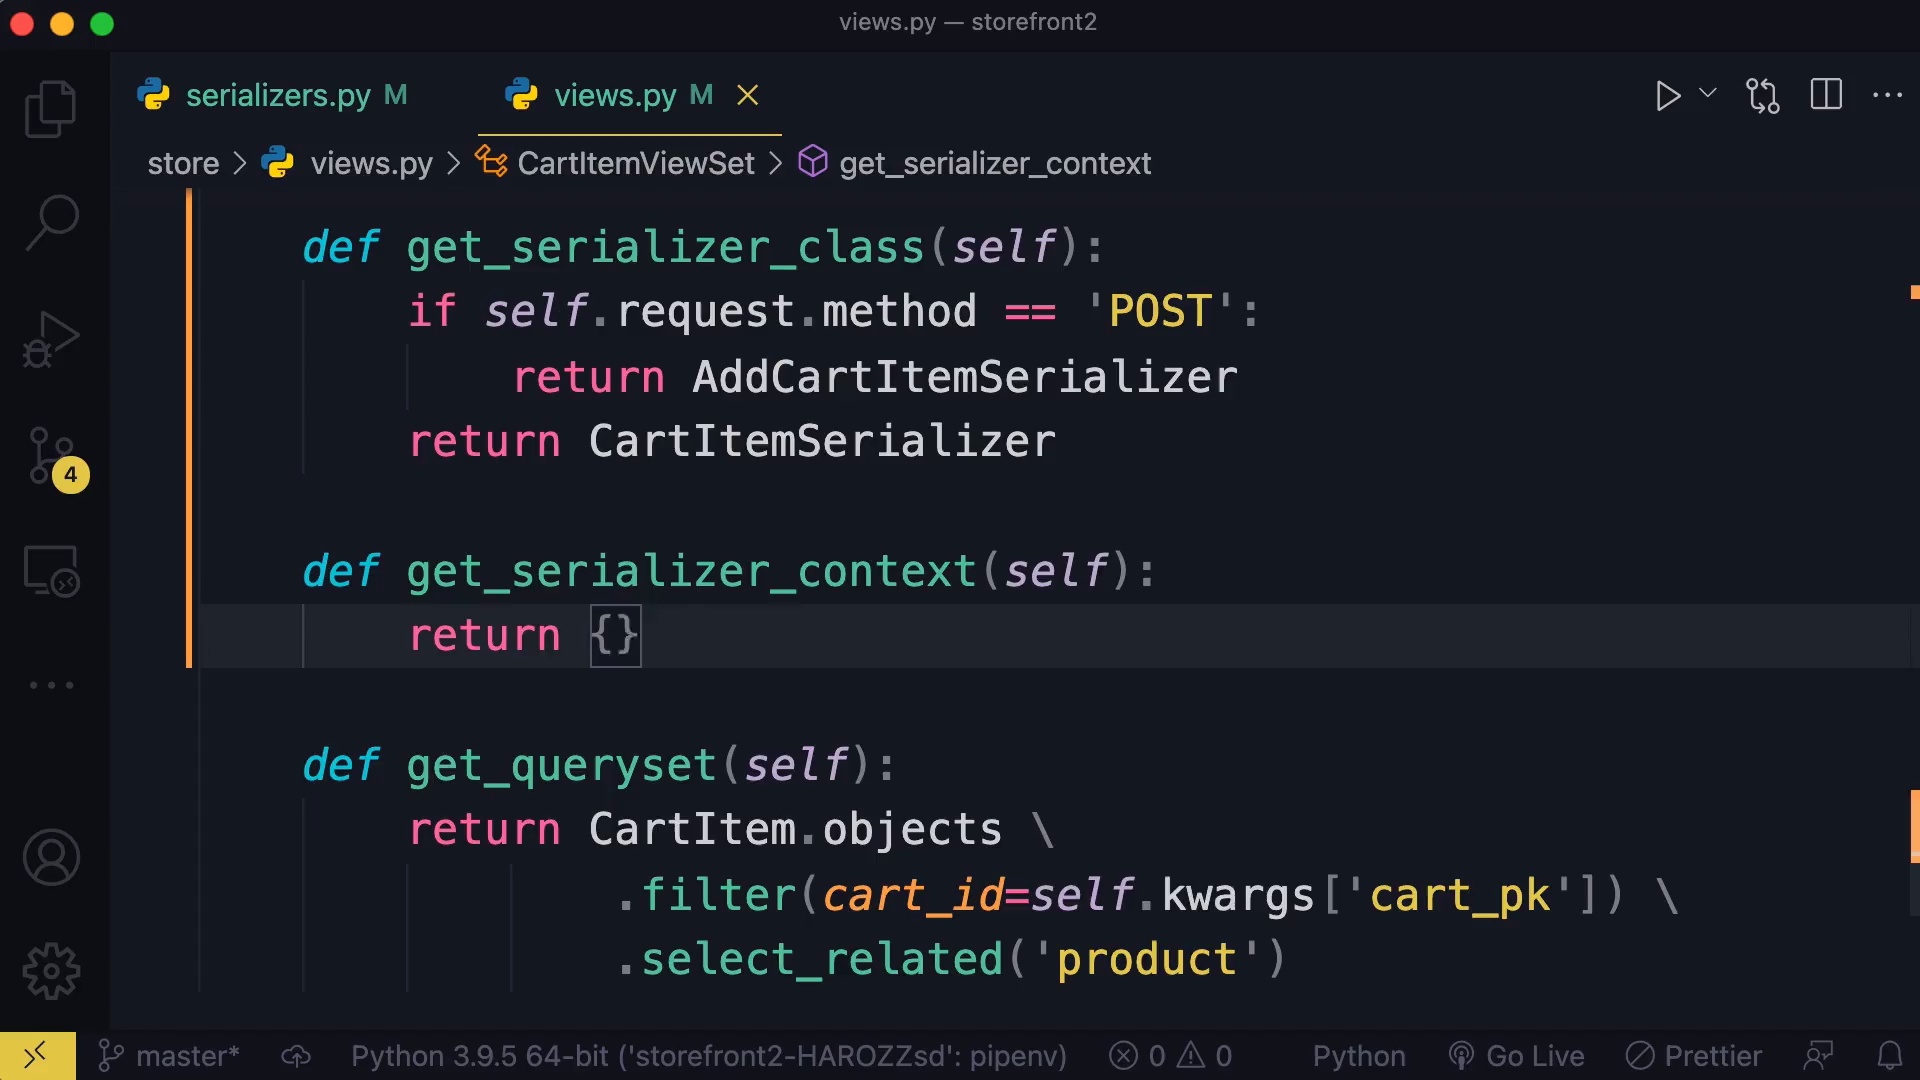 views.py — storefront2
serializers.py M
views.py M
store > views.py > CartItemViewSet > get_serializer_context
def get_serializer_class(self):
if self.request.method == 'POST':
return AddCartItemSerializer
return CartItemSerializer
def get_serializer_context(self):
return {}
def get_queryset(self):
return CartItem.objects \
.filter(cart_id=self.kwargs['cart_pk']) \
.select_related('product')
4
master* Python 3.9.5 64-bit ('storefront2-HAROZZsd': pipenv) 0 0 Python Go Live Prettier